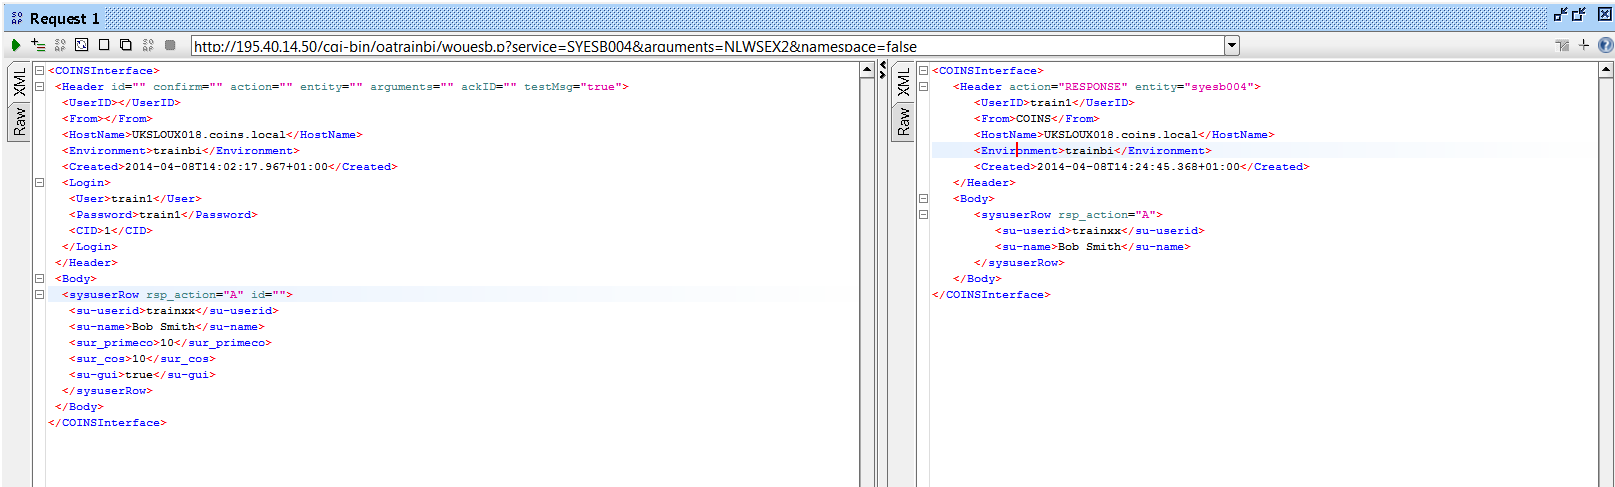 Request 1
http://195.40.14.50/cgi-bin/oatrainbi/wouesb.p?service=SYESB004&arguments=NLWSEX2&namespace=false
XML
Raw
<COINSInterface>
<Header id="" confirm="" action="" entity="" arguments="" ackID="" testMsg="true">
<UserID></UserID>
<From></From>
<HostName>UKSLOUX018.coins.local</HostName>
<Environment>trainbi</Environment>
<Created>2014-04-08T14:02:17.967+01:00</Created>
<Login>
<User>train1</User>
<Password>train1</Password>
<CID>1</CID>
</Login>
</Header>
<Body>
<sysuserRow rsp_action="A" id="">
<su-userid>trainxx</su-userid>
<su-name>Bob Smith</su-name>
<sur_primeco>10</sur_primeco>
<sur_cos>10</sur_cos>
<su-gui>true</su-gui>
</sysuserRow>
</Body>
</COINSInterface>
XML
Raw
<COINSInterface>
<Header action="RESPONSE" entity="syesb004">
<UserID>train1</UserID>
<From>COINS</From>
<HostName>UKSLOUX018.coins.local</HostName>
<Environment>trainbi</Environment>
<Created>2014-04-08T14:24:45.368+01:00</Created>
</Header>
<Body>
<sysuserRow rsp_action="A">
<su-userid>trainxx</su-userid>
<su-name>Bob Smith</su-name>
</sysuserRow>
</Body>
</COINSInterface>